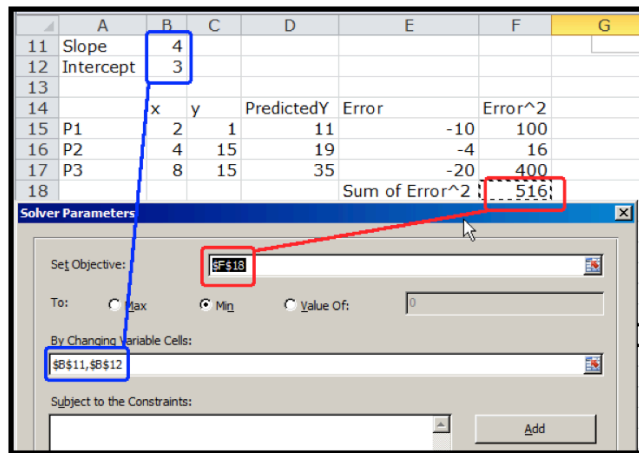 A B C D E F G
11 Slope 4
12 Intercept 3
13
14 x y PredictedY Error Error^2
15 P1 2 1 11 -10 100
16 P2 4 15 19 -4 16
17 P3 8 15 35 -20 400
18 Sum of Error^2 516
Solver Parameters
Set Objective: $F$18
To: Max Min Value Of: 0
By Changing Variable Cells:
$B$11,$B$12
Subject to the Constraints:
Add